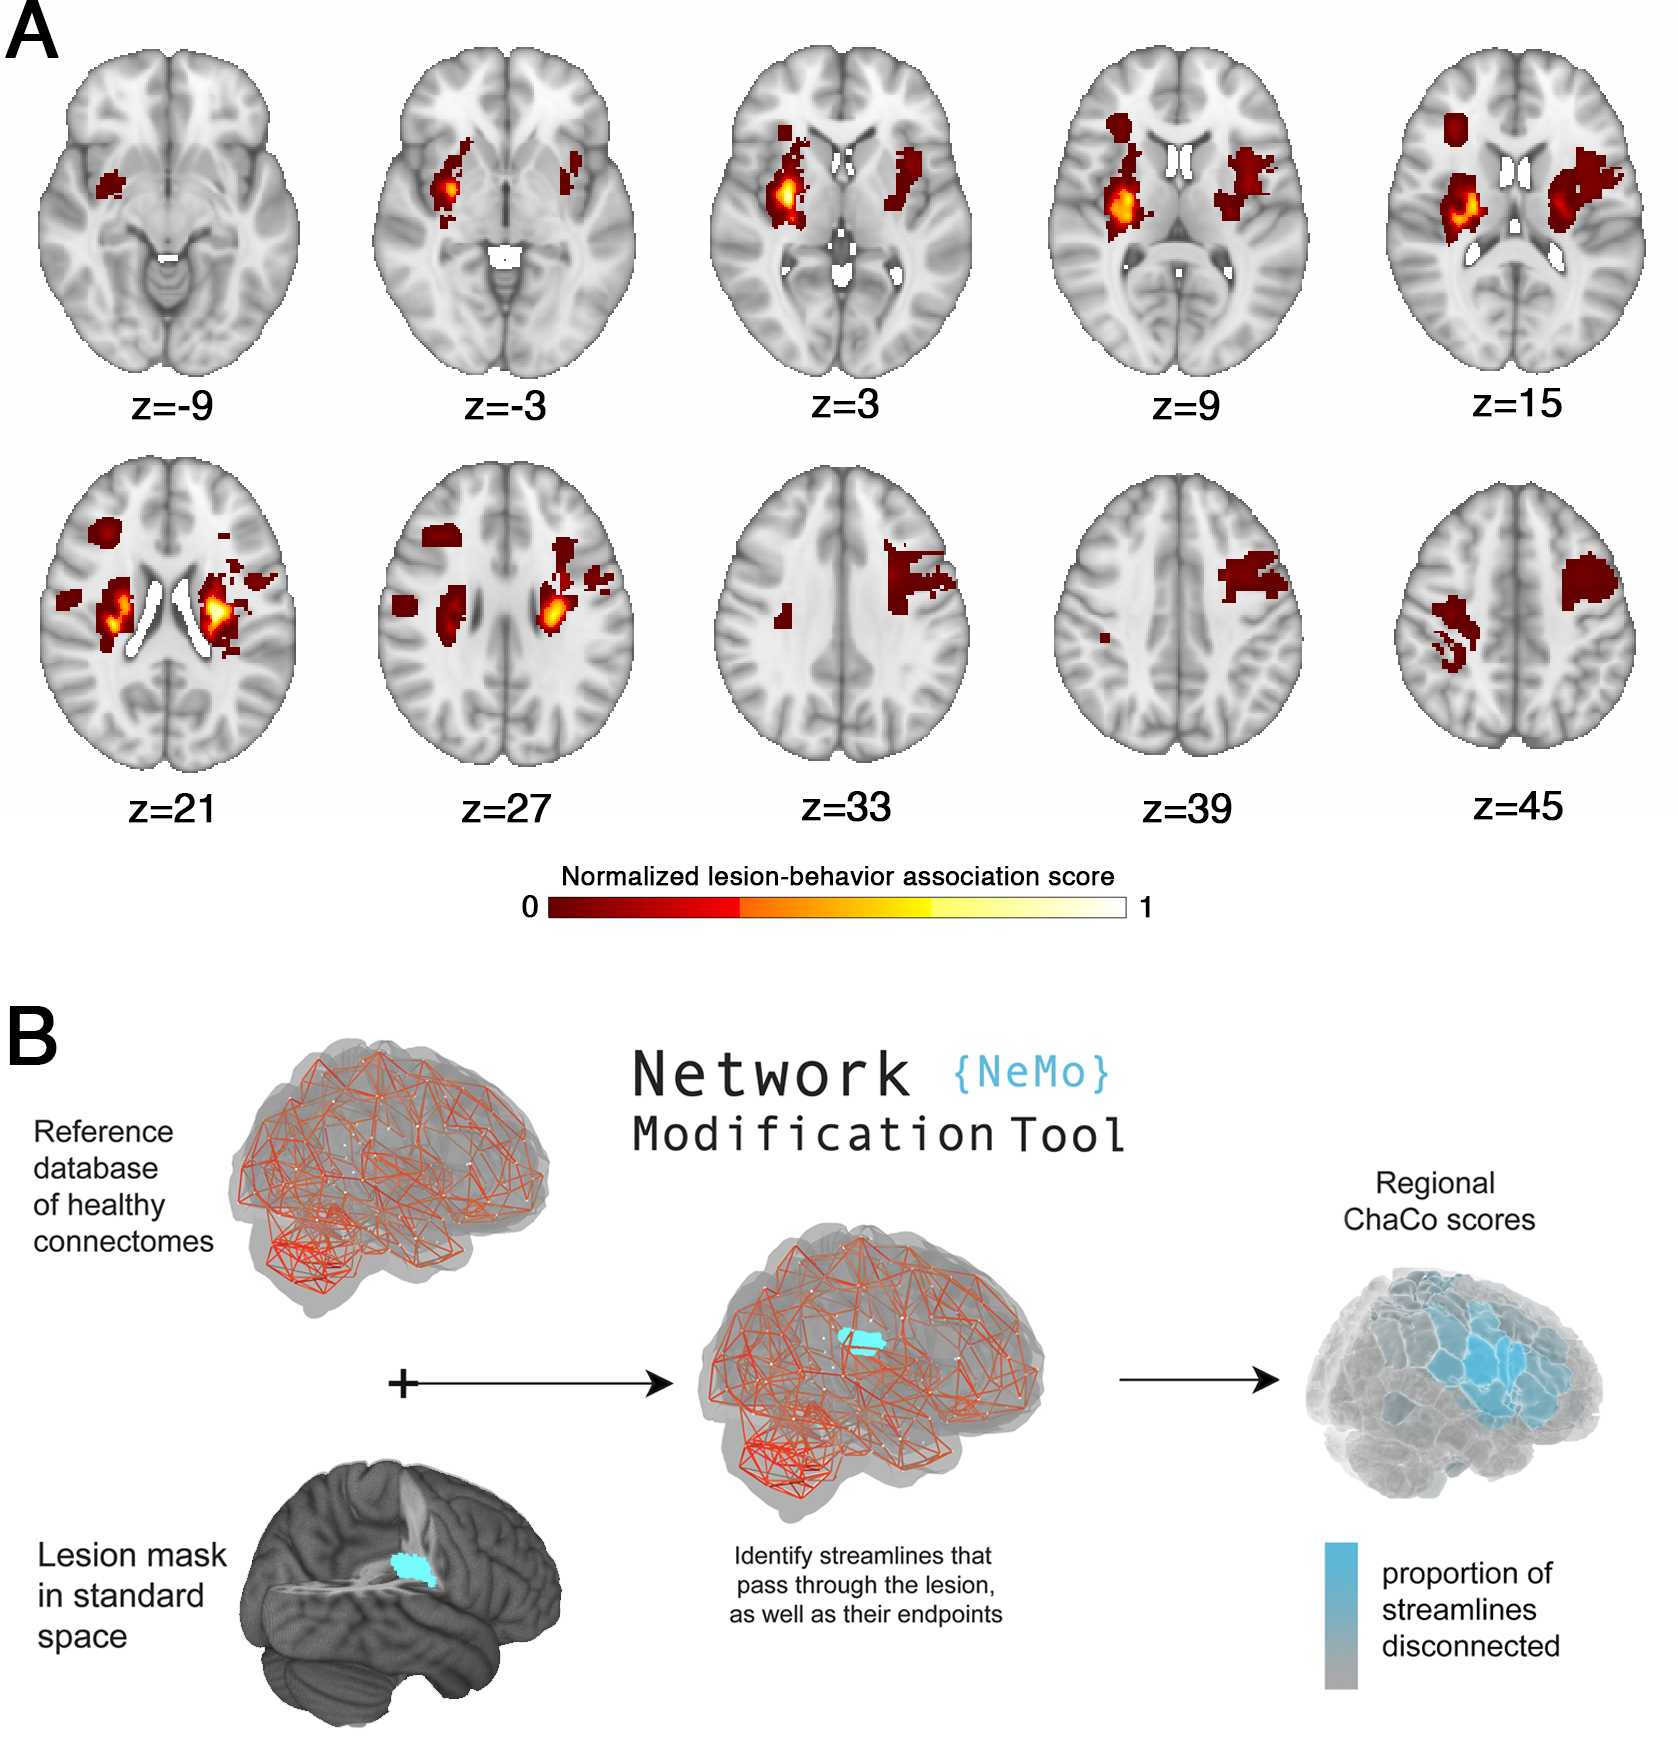 A
z=-9
z=-3
z=3
z=9
z=15
z=21
z=27
z=33
z=39
z=45
Normalized lesion-behavior association score
0
1
B
Network {NeMo}
Modification Tool
Reference
database
of healthy
connectomes
Regional
ChaCo scores
+
Lesion mask
in standard
space
Identify streamlines that
pass through the lesion,
as well as their endpoints
proportion of
streamlines
disconnected